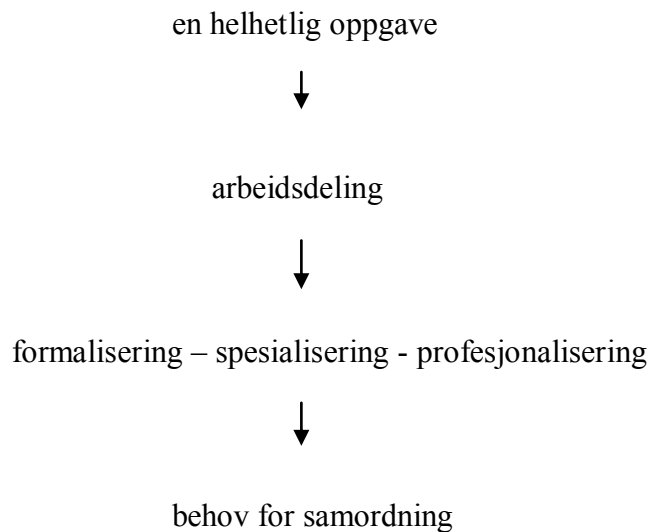 en helhetlig oppgave
arbeidsdeling
formalisering – spesialisering - profesjonalisering
behov for samordning